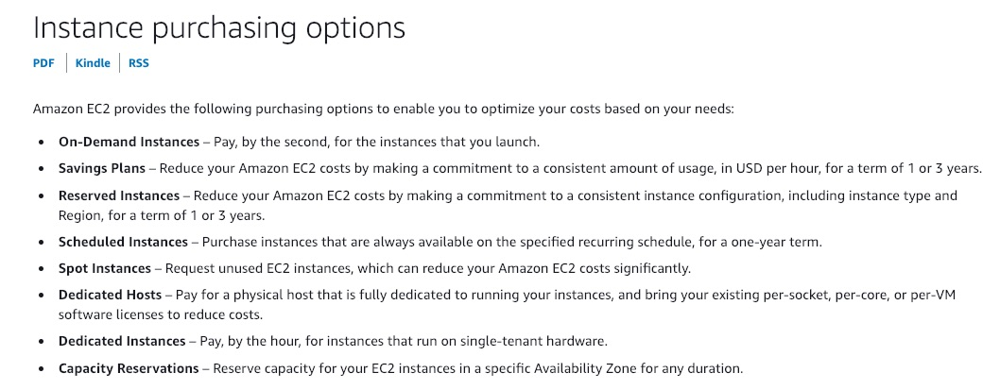 Instance purchasing options
PDF | Kindle | RSS
Amazon EC2 provides the following purchasing options to enable you to optimize your costs based on your needs:
• On-Demand Instances – Pay, by the second, for the instances that you launch.
• Savings Plans – Reduce your Amazon EC2 costs by making a commitment to a consistent amount of usage, in USD per hour, for a term of 1 or 3 years.
• Reserved Instances – Reduce your Amazon EC2 costs by making a commitment to a consistent instance configuration, including instance type and
Region, for a term of 1 or 3 years.
• Scheduled Instances – Purchase instances that are always available on the specified recurring schedule, for a one-year term.
• Spot Instances – Request unused EC2 instances, which can reduce your Amazon EC2 costs significantly.
• Dedicated Hosts – Pay for a physical host that is fully dedicated to running your instances, and bring your existing per-socket, per-core, or per-VM
software licenses to reduce costs.
• Dedicated Instances – Pay, by the hour, for instances that run on single-tenant hardware.
• Capacity Reservations – Reserve capacity for your EC2 instances in a specific Availability Zone for any duration.